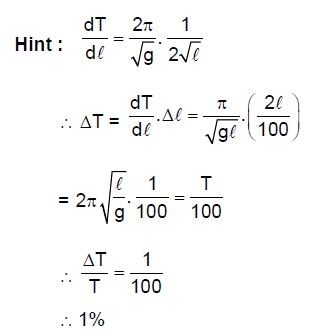 Hint : dT/dℓ = 2π/√g · 1/2√ℓ
∴ ΔT = dT/dℓ · Δℓ = π/√gℓ · (2ℓ/100)
= 2π√ℓ/g · 1/100 = T/100
∴ ΔT/T = 1/100
∴ 1%